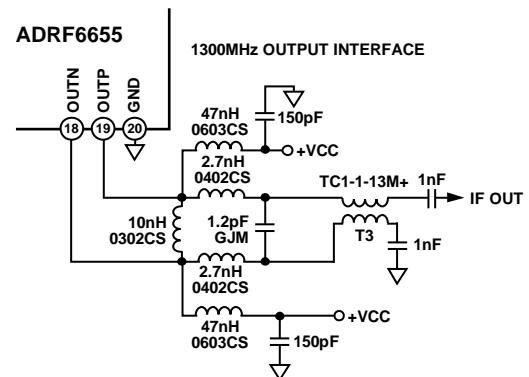 ADRF6655
1300MHz OUTPUT INTERFACE
OUTN
OUTP
GND
18
19
20
47nH
0603CS
150pF
+VCC
2.7nH
0402CS
TC1-1-13M+
1nF
IF OUT
10nH
0302CS
1.2pF
GJM
T3
1nF
2.7nH
0402CS
47nH
0603CS
+VCC
150pF